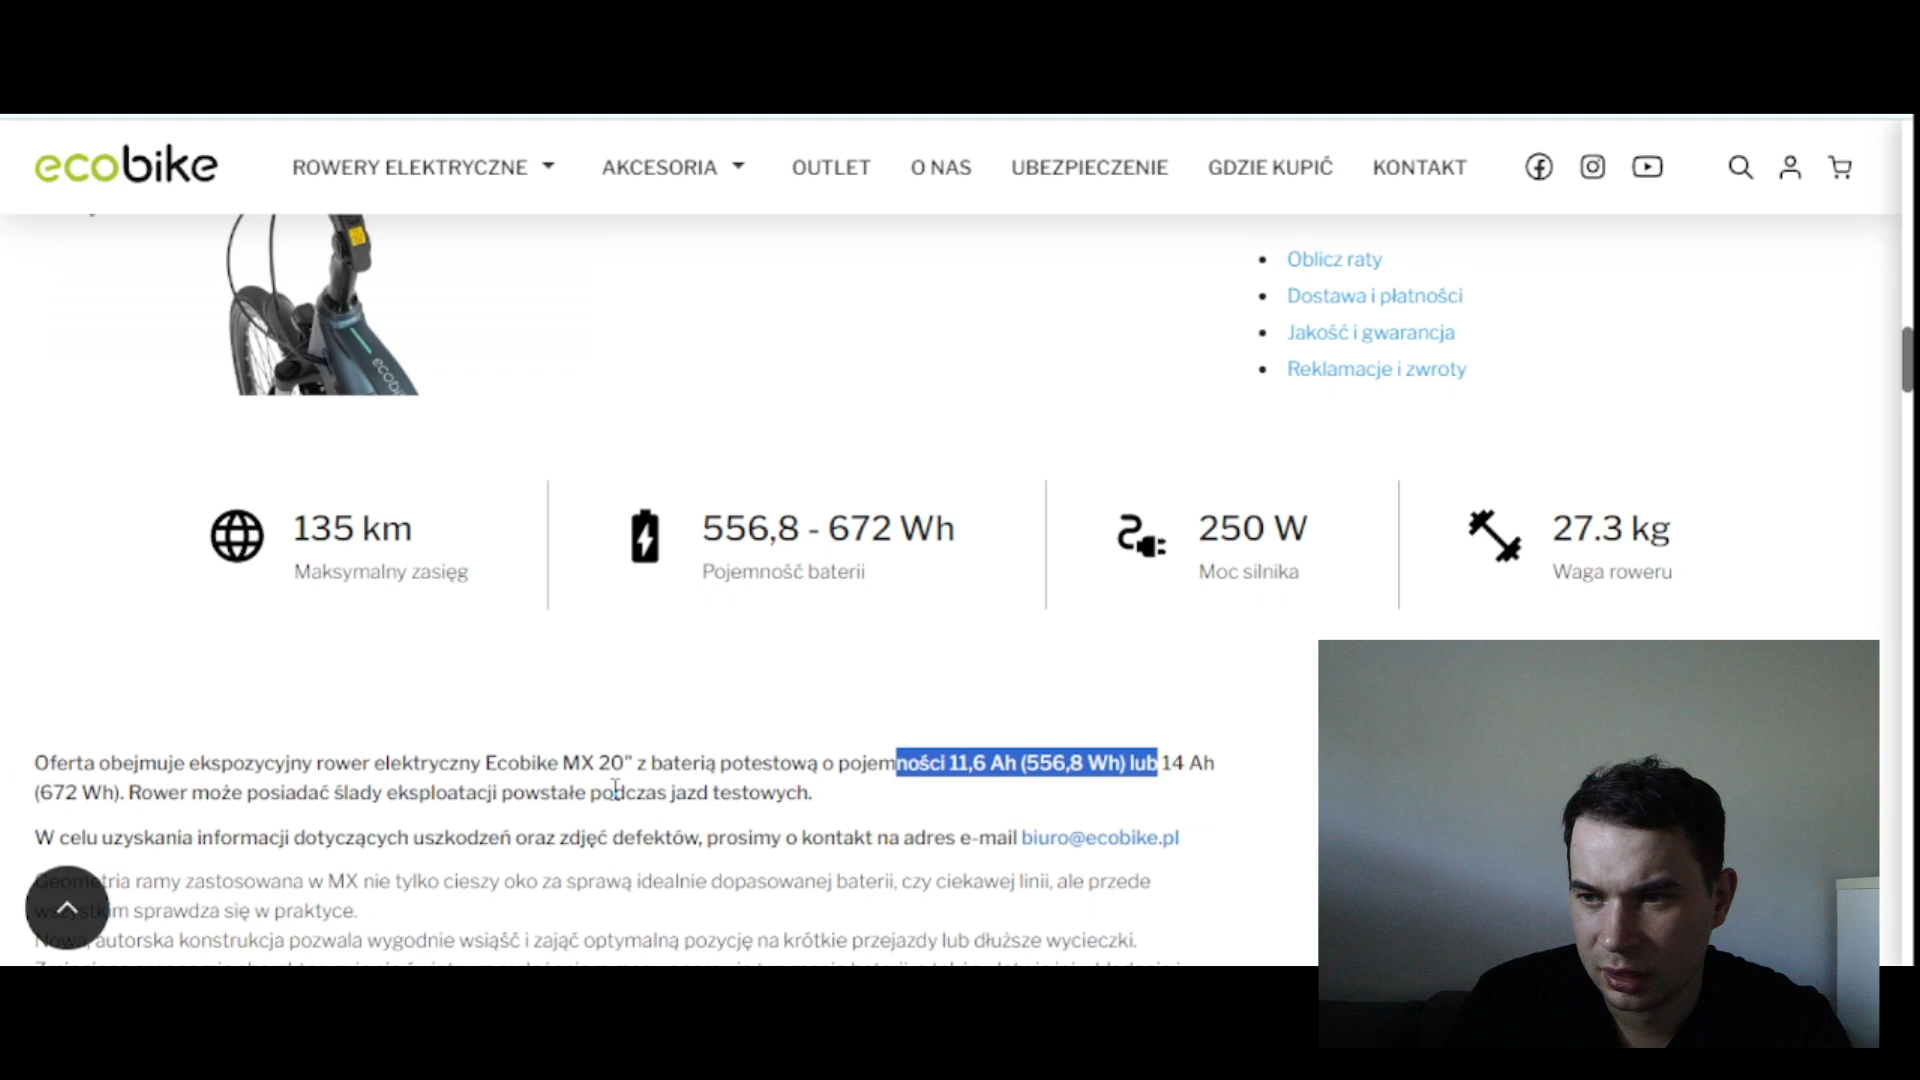 ecobike
ROWERY ELEKTRYCZNE
AKCESORIA
OUTLET
O NAS
UBEZPIECZENIE
GDZIE KUPIĆ
KONTAKT
Oblicz raty
Dostawa i płatności
Jakość i gwarancja
Reklamacje i zwroty
135 km
Maksymalny zasięg
556,8 - 672 Wh
Pojemność baterii
250 W
Moc silnika
27.3 kg
Waga roweru
Oferta obejmuje ekspozycyjny rower elektryczny Ecobike MX 20" z baterią potestową o pojemności 11,6 Ah (556,8 Wh) lub 14 Ah
(672 Wh). Rower może posiadać ślady eksploatacji powstałe podczas jazd testowych.
W celu uzyskania informacji dotyczących uszkodzeń oraz zdjęć defektów, prosimy o kontakt na adres e-mail biuro@ecobike.pl
Geometria ramy zastosowana w MX nie tylko cieszy oko za sprawą idealnie dopasowanej baterii, czy ciekawej linii, ale przede
wszystkim sprawdza się w praktyce.
Nowa, autorska konstrukcja pozwala wygodnie wsiąść i zająć optymalną pozycję na krótkie przejazdy lub dłuższe wycieczki.